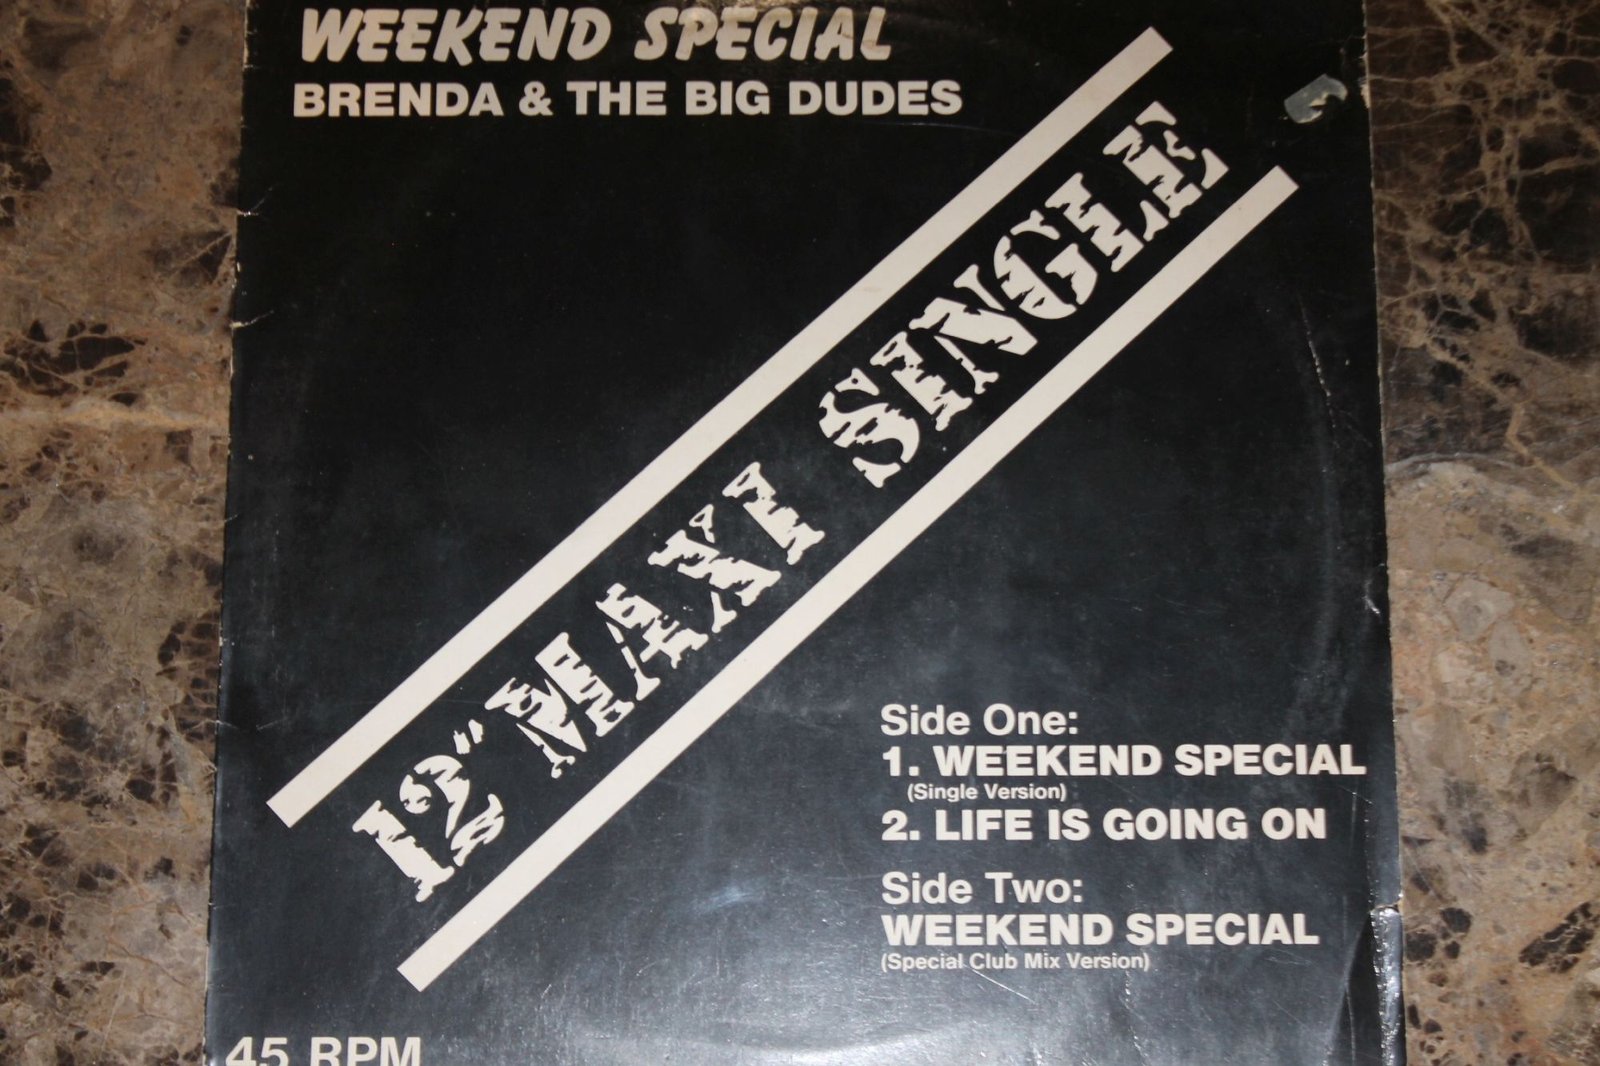 WEEKEND SPECIAL
BRENDA & THE BIG DUDES
12" MAXI SINGLE
Side One:
1. WEEKEND SPECIAL
(Single Version)
2. LIFE IS GOING ON
Side Two:
WEEKEND SPECIAL
(Special Club Mix Version)
45 RPM